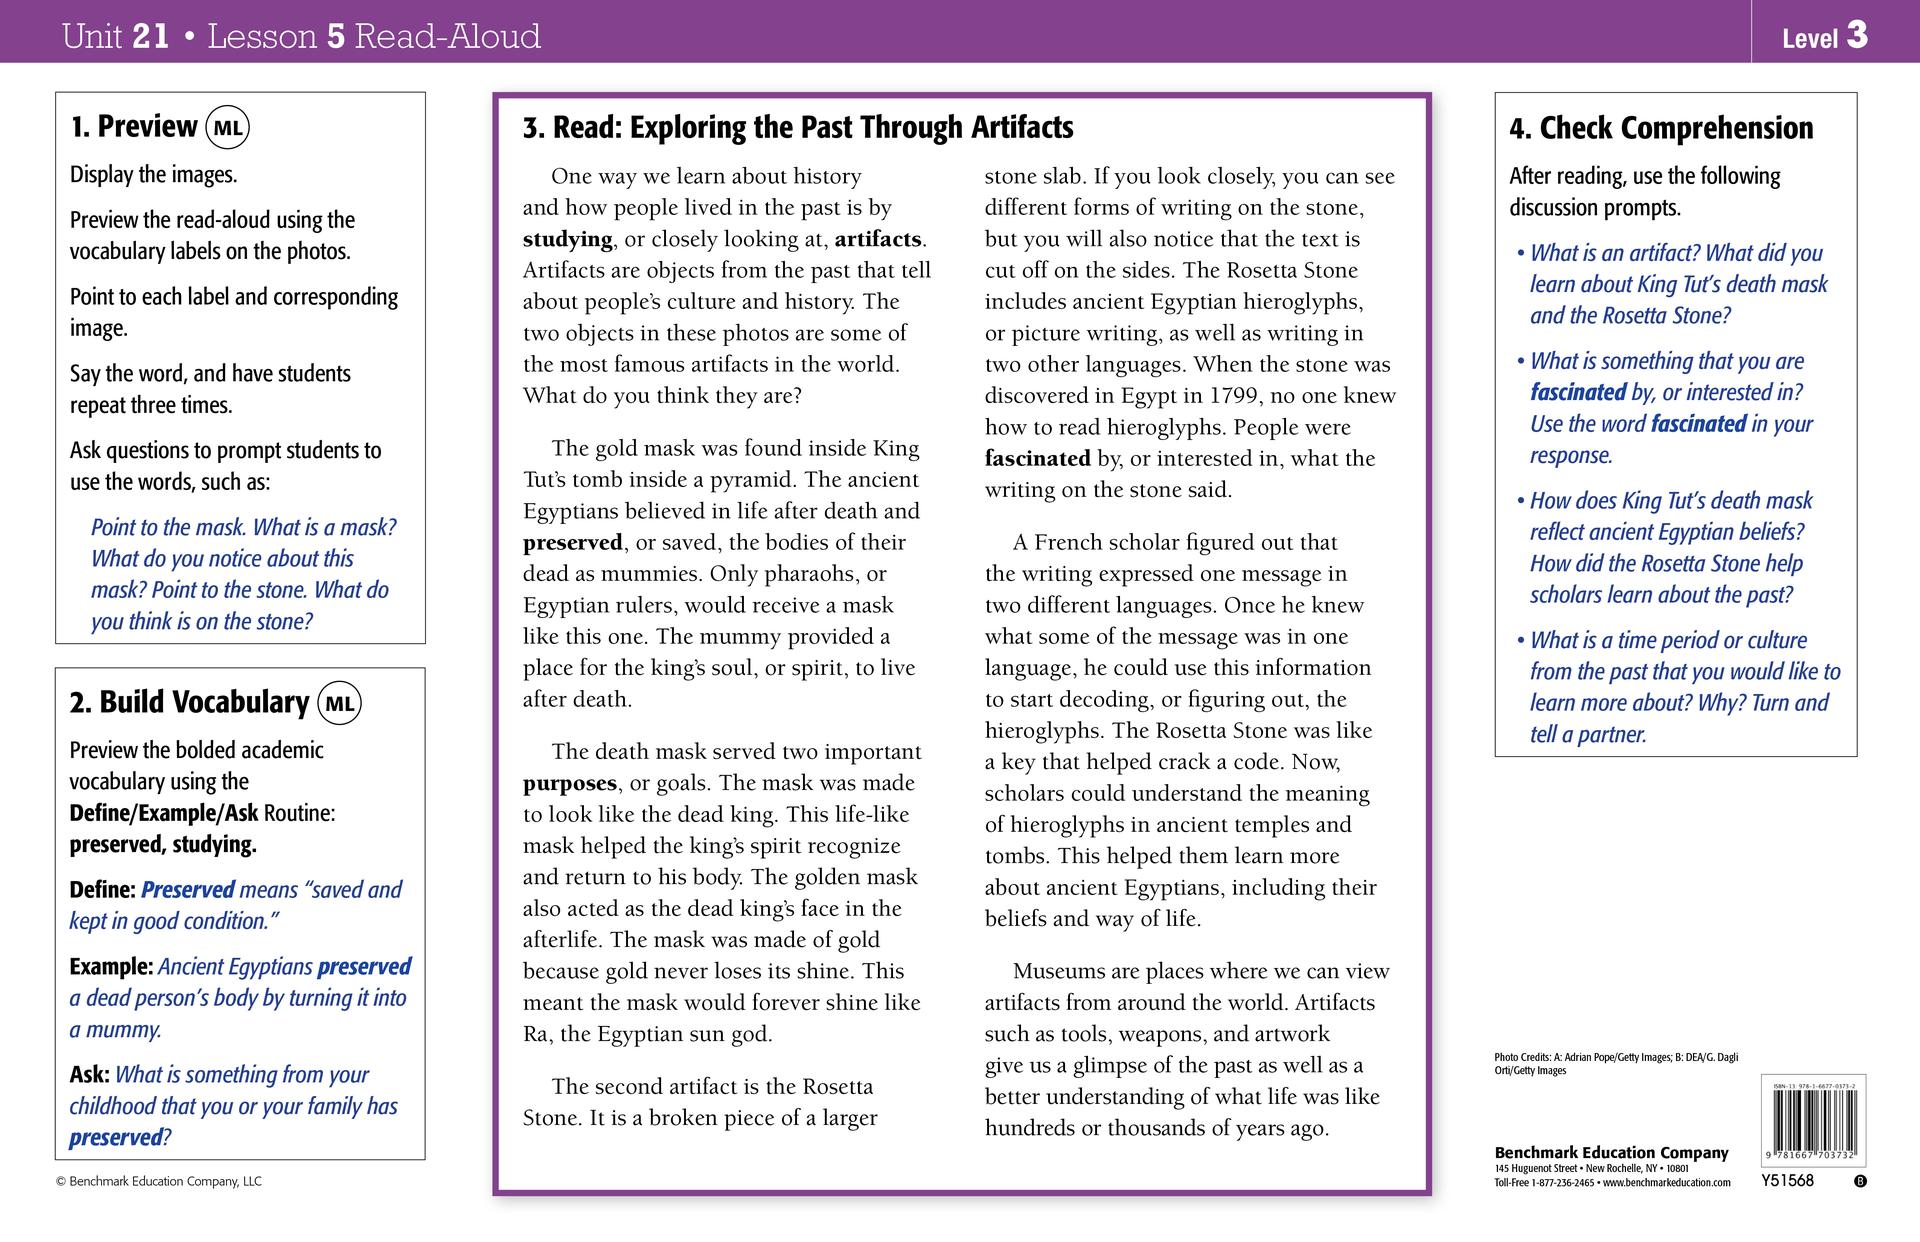 Unit 21 • Lesson 5 Read-Aloud
Level 3
1. Preview ML
Display the images.
Preview the read-aloud using the
vocabulary labels on the photos.
Point to each label and corresponding
image.
Say the word, and have students
repeat three times.
Ask questions to prompt students to
use the words, such as:
Point to the mask. What is a mask?
What do you notice about this
mask? Point to the stone. What do
you think is on the stone?
2. Build Vocabulary ML
Preview the bolded academic
vocabulary using the
Define/Example/Ask Routine:
preserved, studying.
Define: Preserved means “saved and
kept in good condition.”
Example: Ancient Egyptians preserved
a dead person’s body by turning it into
a mummy.
Ask: What is something from your
childhood that you or your family has
preserved?
© Benchmark Education Company, LLC
3. Read: Exploring the Past Through Artifacts
One way we learn about history
and how people lived in the past is by
studying, or closely looking at, artifacts.
Artifacts are objects from the past that tell
about people’s culture and history. The
two objects in these photos are some of
the most famous artifacts in the world.
What do you think they are?
The gold mask was found inside King
Tut’s tomb inside a pyramid. The ancient
Egyptians believed in life after death and
preserved, or saved, the bodies of their
dead as mummies. Only pharaohs, or
Egyptian rulers, would receive a mask
like this one. The mummy provided a
place for the king’s soul, or spirit, to live
after death.
The death mask served two important
purposes, or goals. The mask was made
to look like the dead king. This life-like
mask helped the king’s spirit recognize
and return to his body. The golden mask
also acted as the dead king’s face in the
afterlife. The mask was made of gold
because gold never loses its shine. This
meant the mask would forever shine like
Ra, the Egyptian sun god.
The second artifact is the Rosetta
Stone. It is a broken piece of a larger
stone slab. If you look closely, you can see
different forms of writing on the stone,
but you will also notice that the text is
cut off on the sides. The Rosetta Stone
includes ancient Egyptian hieroglyphs,
or picture writing, as well as writing in
two other languages. When the stone was
discovered in Egypt in 1799, no one knew
how to read hieroglyphs. People were
fascinated by, or interested in, what the
writing on the stone said.
A French scholar figured out that
the writing expressed one message in
two different languages. Once he knew
what some of the message was in one
language, he could use this information
to start decoding, or figuring out, the
hieroglyphs. The Rosetta Stone was like
a key that helped crack a code. Now,
scholars could understand the meaning
of hieroglyphs in ancient temples and
tombs. This helped them learn more
about ancient Egyptians, including their
beliefs and way of life.
Museums are places where we can view
artifacts from around the world. Artifacts
such as tools, weapons, and artwork
give us a glimpse of the past as well as a
better understanding of what life was like
hundreds or thousands of years ago.
4. Check Comprehension
After reading, use the following
discussion prompts.
• What is an artifact? What did you
learn about King Tut’s death mask
and the Rosetta Stone?
• What is something that you are
fascinated by, or interested in?
Use the word fascinated in your
response.
• How does King Tut’s death mask
reflect ancient Egyptian beliefs?
How did the Rosetta Stone help
scholars learn about the past?
• What is a time period or culture
from the past that you would like to
learn more about? Why? Turn and
tell a partner.
Photo Credits: A: Adrian Pope/Getty Images; B: DEA/G. Dagli
Orti/Getty Images
Benchmark Education Company
145 Huguenot Street • New Rochelle, NY • 10801
Toll-Free 1-877-236-2465 • www.benchmarkeducation.com
ISBN-13 978-1-6677-0373-2
9 781667 703732
Y51568
B